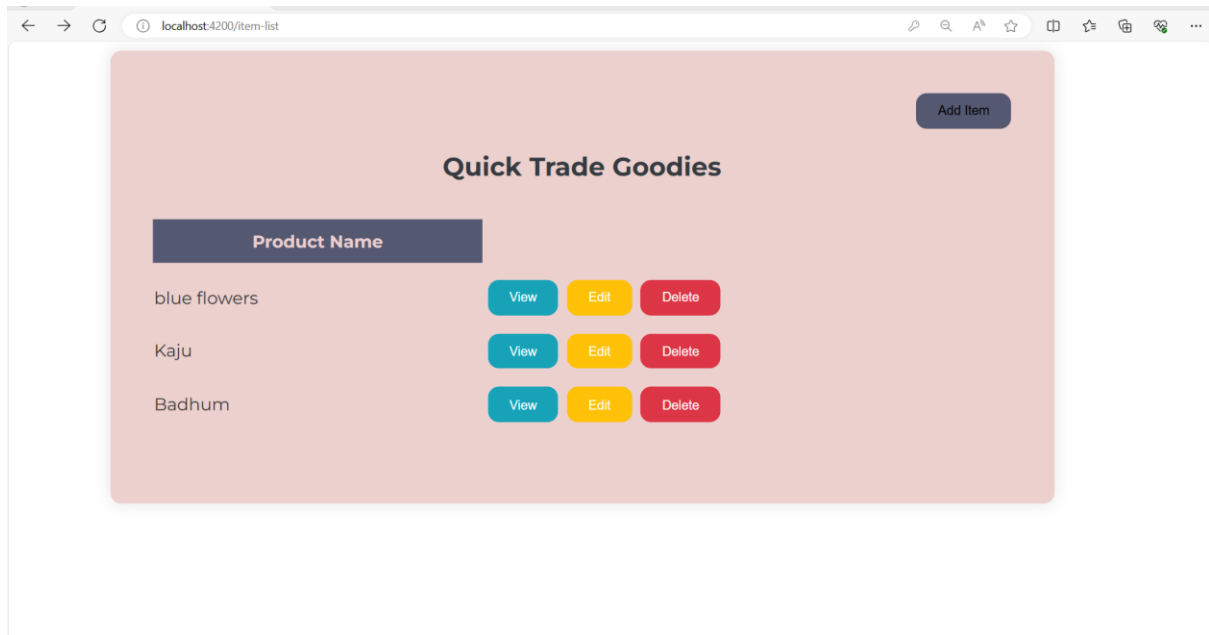 localhost:4200/item-list
Add Item
Quick Trade Goodies
Product Name
blue flowers View Edit Delete
Kaju View Edit Delete
Badhum View Edit Delete